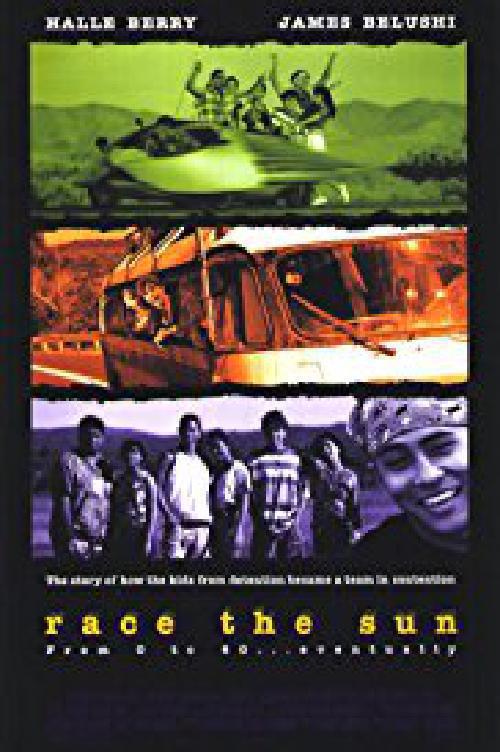 HALLE BERRY JAMES BELUSHI
The story of how the kids from detention became a team in contention
race the sun
From 0 to 60...eventually